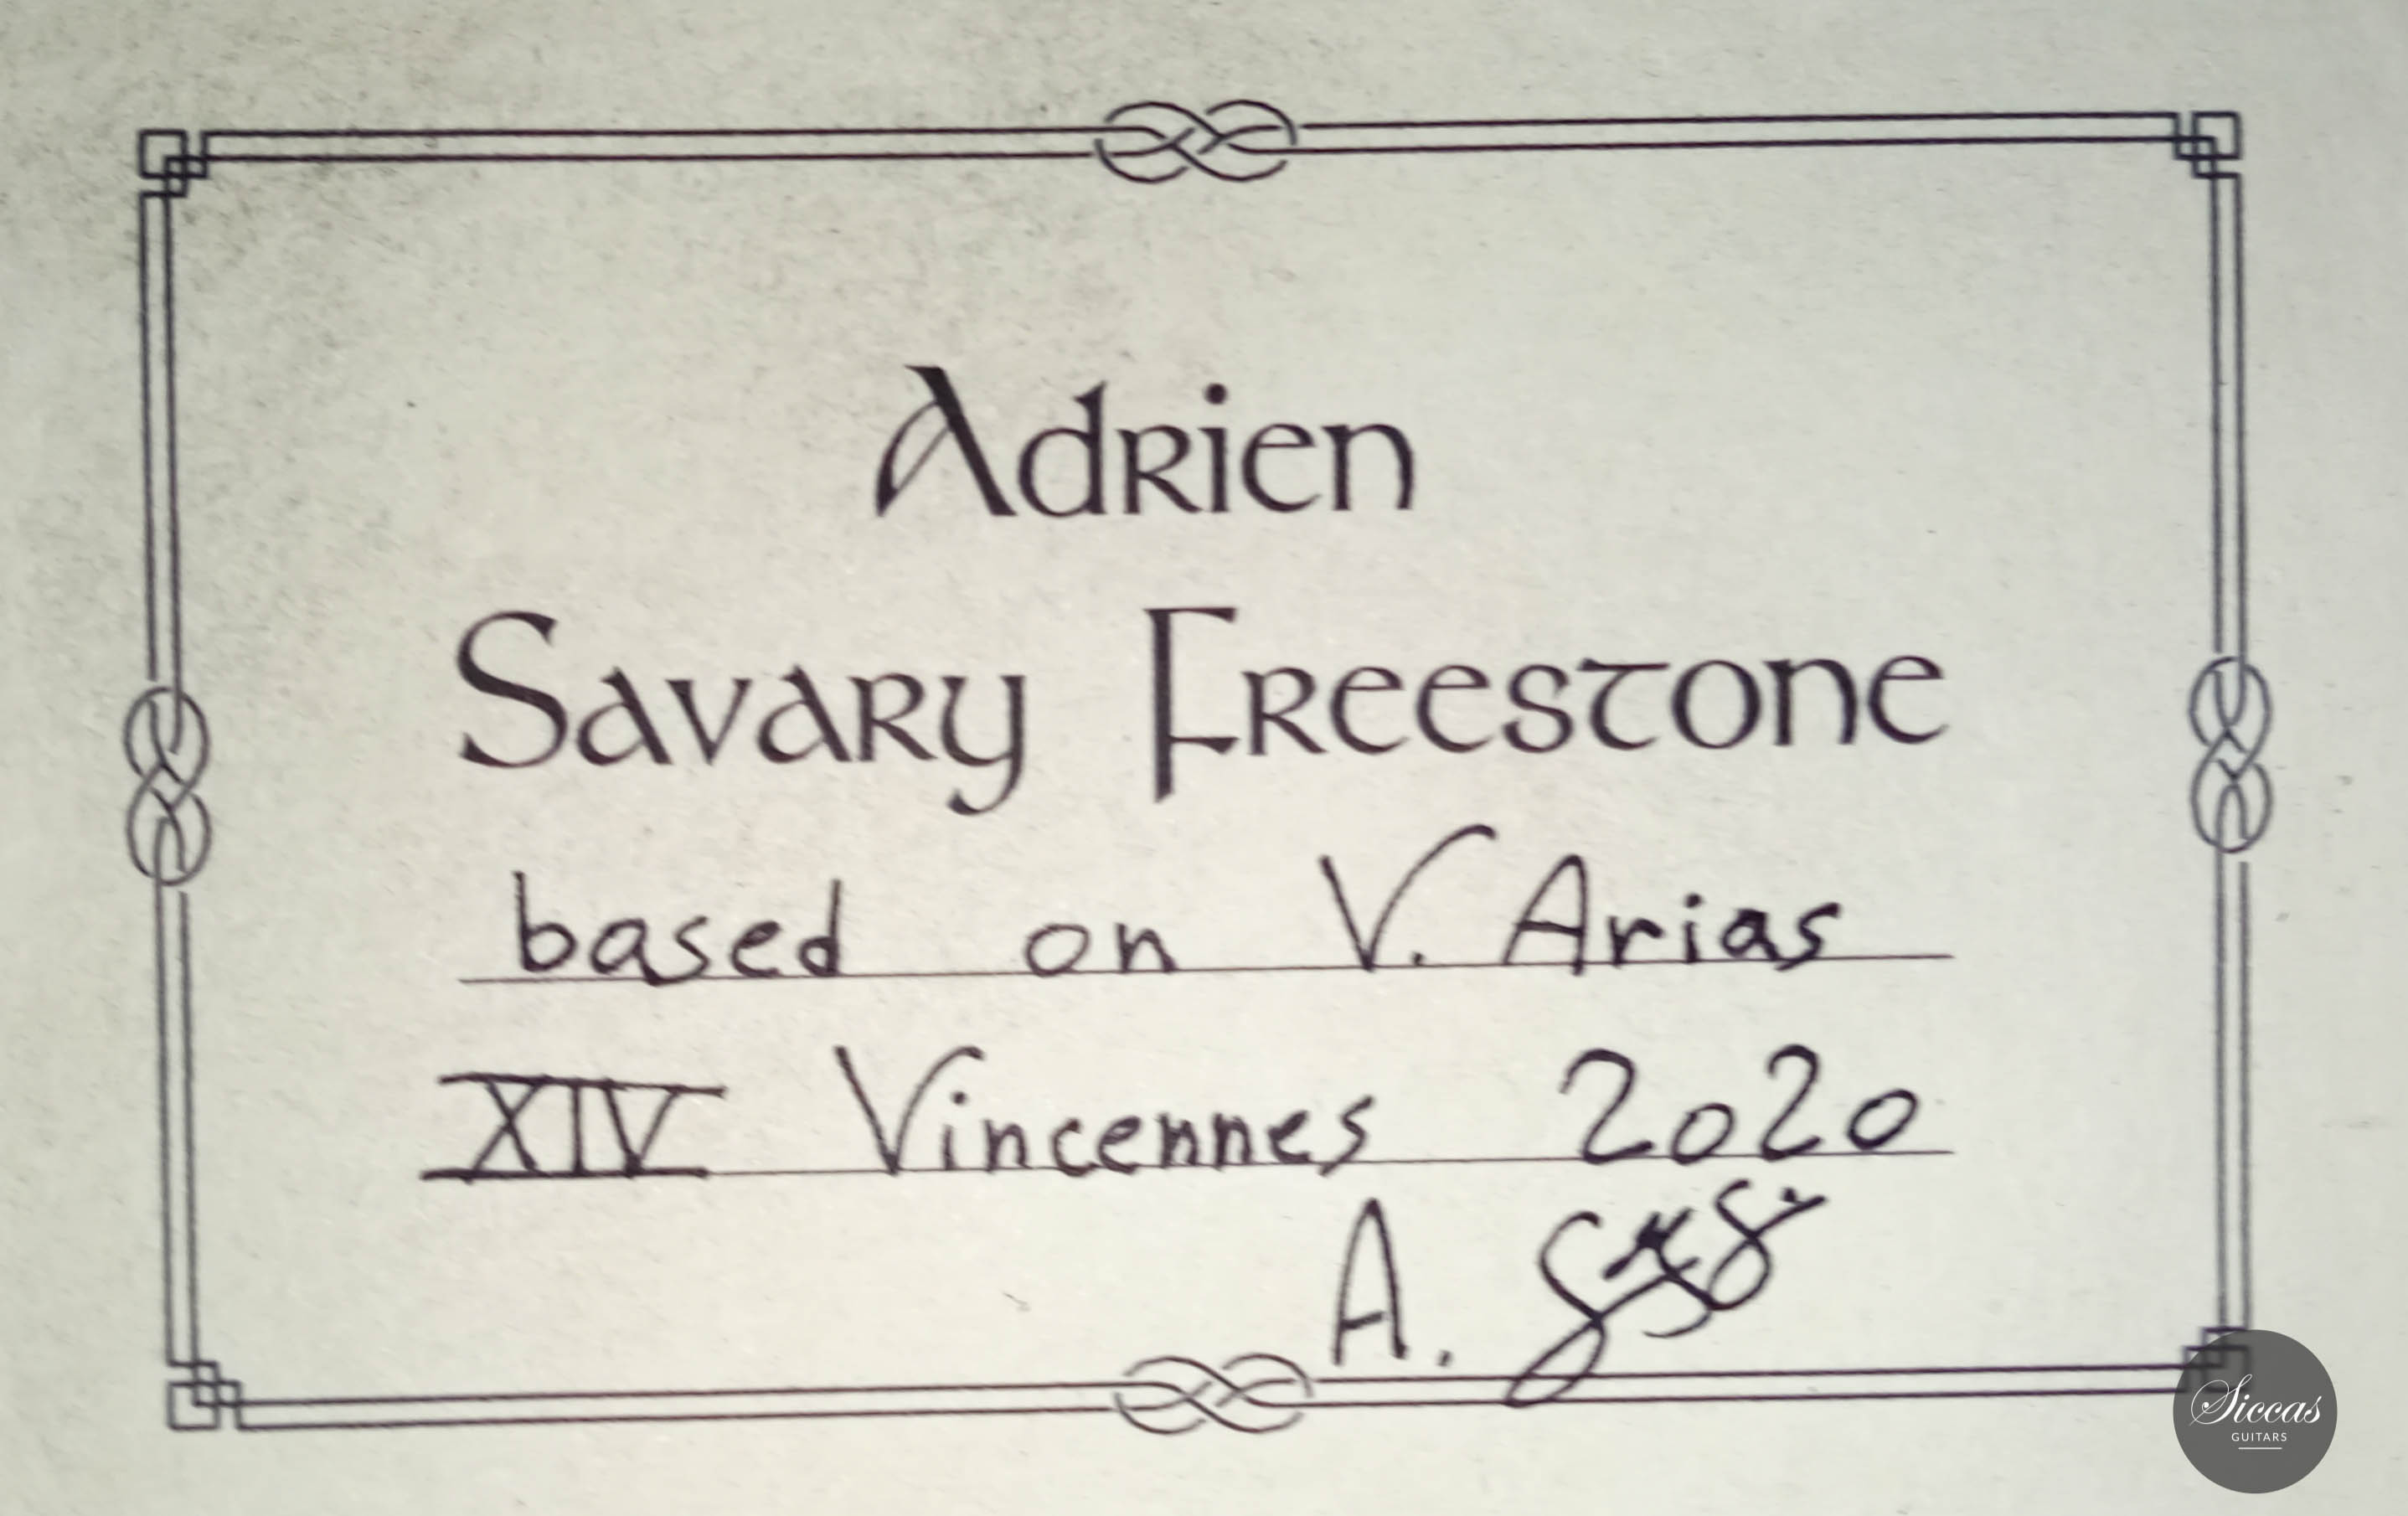 Adrien
Savary Freestone
based on V. Arias
XIV Vincennes 2020
A.
Siccas
GUITARS